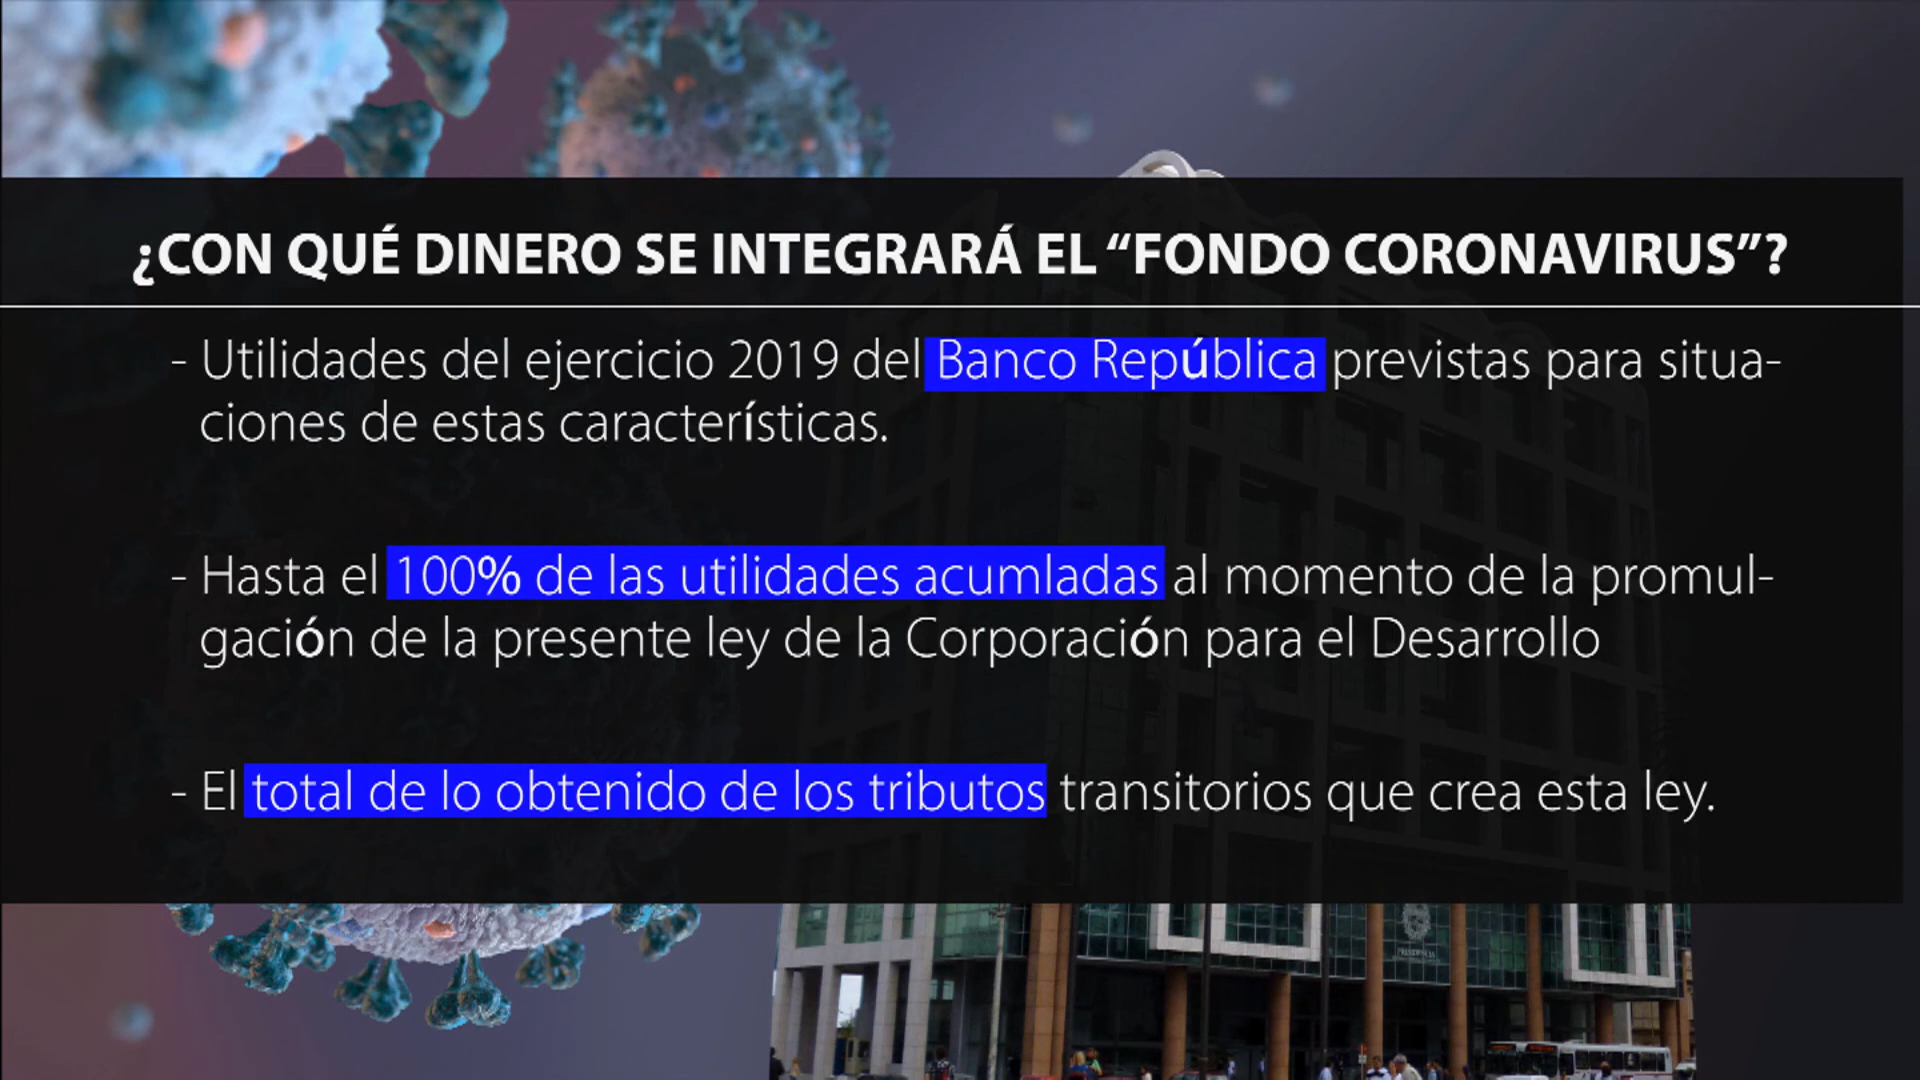 ¿CON QUÉ DINERO SE INTEGRARÁ EL “FONDO CORONAVIRUS”?
- Utilidades del ejercicio 2019 del Banco República previstas para situa-
ciones de estas características.
- Hasta el 100% de las utilidades acumladas al momento de la promul-
gación de la presente ley de la Corporación para el Desarrollo
- El total de lo obtenido de los tributos transitorios que crea esta ley.
PRESIDENCIA